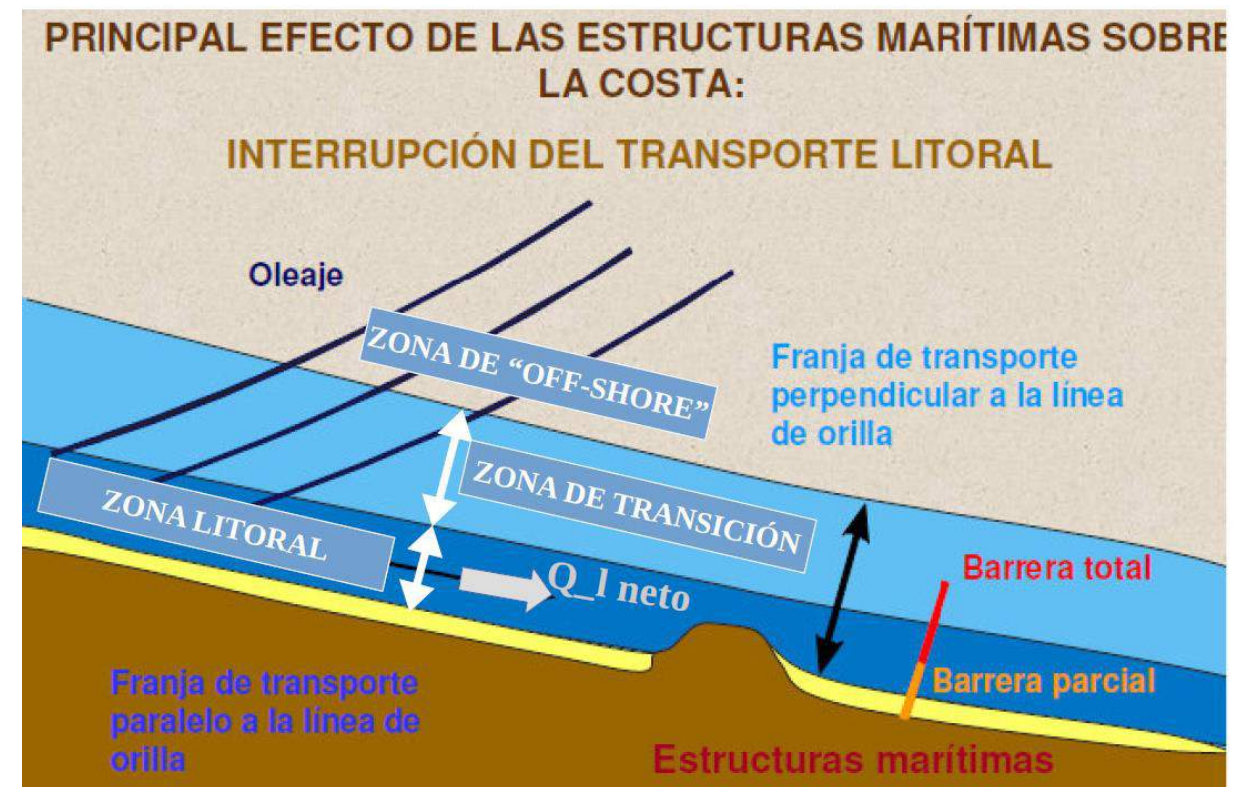 PRINCIPAL EFECTO DE LAS ESTRUCTURAS MARÍTIMAS SOBRE
LA COSTA:
INTERRUPCIÓN DEL TRANSPORTE LITORAL
Oleaje
ZONA DE “OFF-SHORE”
Franja de transporte
perpendicular a la línea
de orilla
ZONA DE TRANSICIÓN
ZONA LITORAL
Q_l neto
Barrera total
Barrera parcial
Franja de transporte
paralelo a la línea de
orilla
Estructuras marítimas